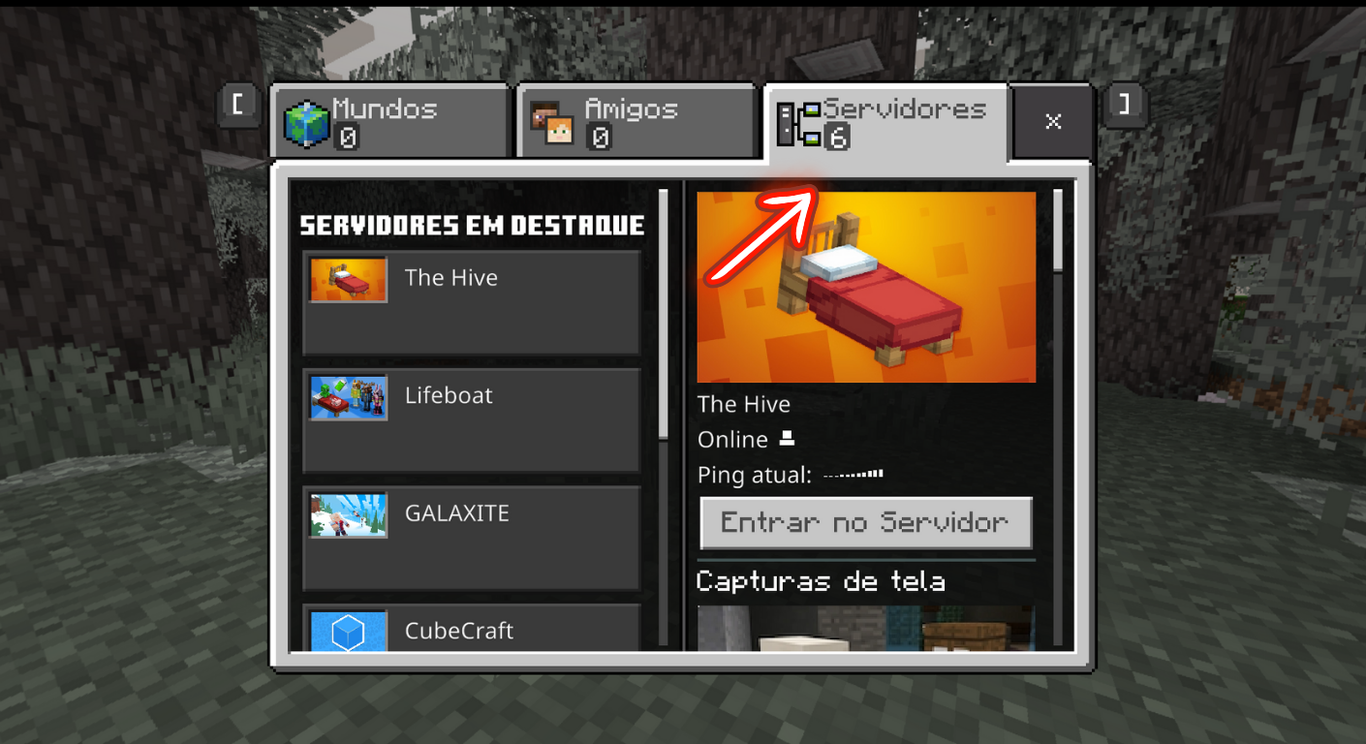 [
Mundos
0
Amigos
0
Servidores
6
×
]
SERVIDORES EM DESTAQUE
The Hive
Lifeboat
GALAXITE
CubeCraft
The Hive
Online
Ping atual:
Entrar no Servidor
Capturas de tela